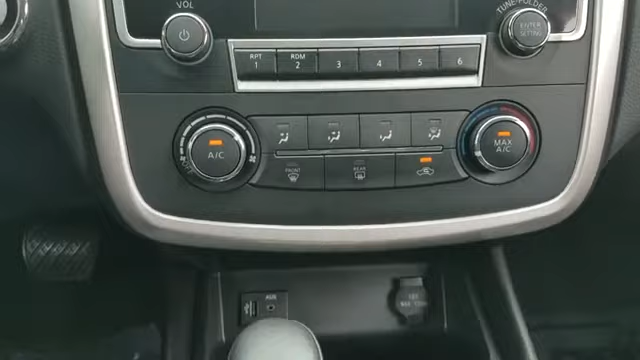 VOL
TUNE/FOLDER
ENTER
SETTING
RPT
1
RDM
2
3
4
5
6
A/C
MAX
A/C
FRONT
REAR
AUX